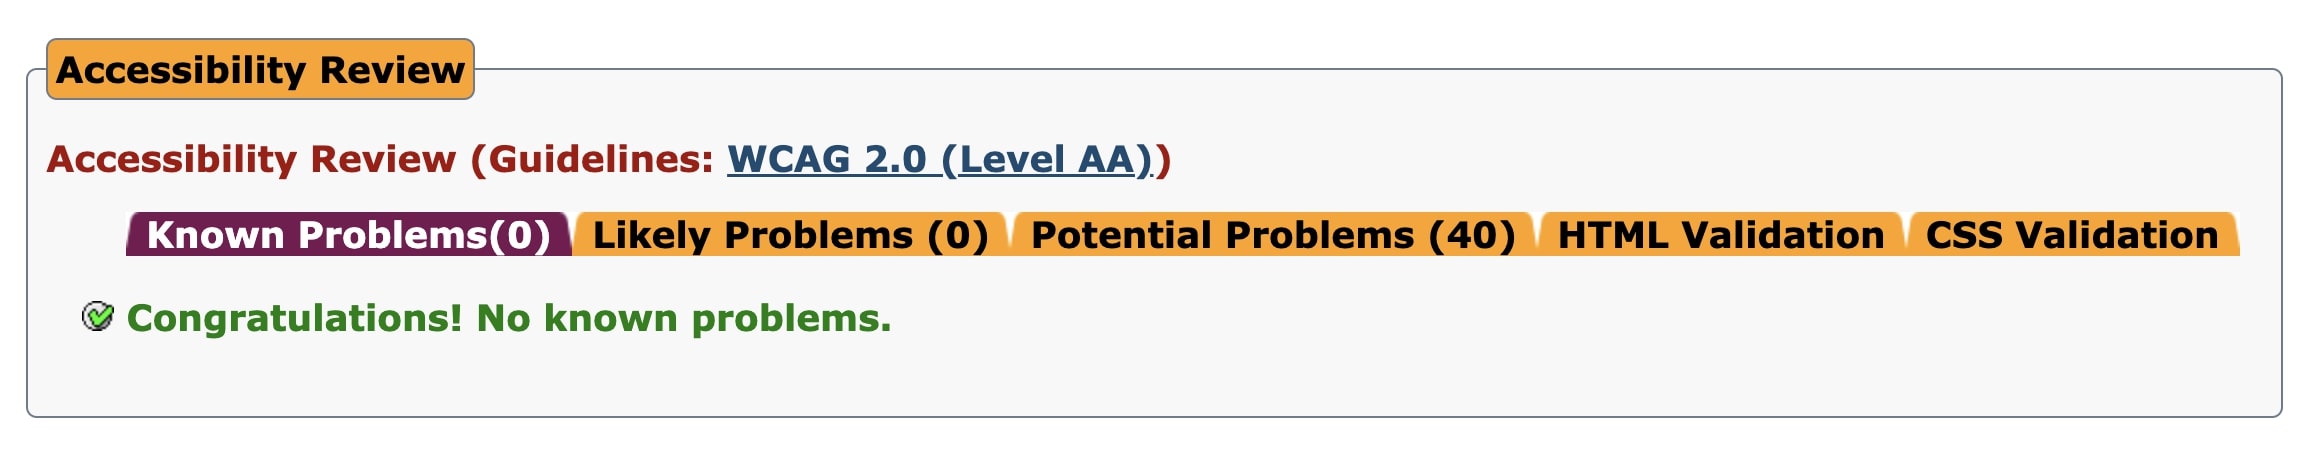 Accessibility Review
Accessibility Review (Guidelines: WCAG 2.0 (Level AA))
Known Problems(0) Likely Problems (0) Potential Problems (40) HTML Validation CSS Validation
Congratulations! No known problems.